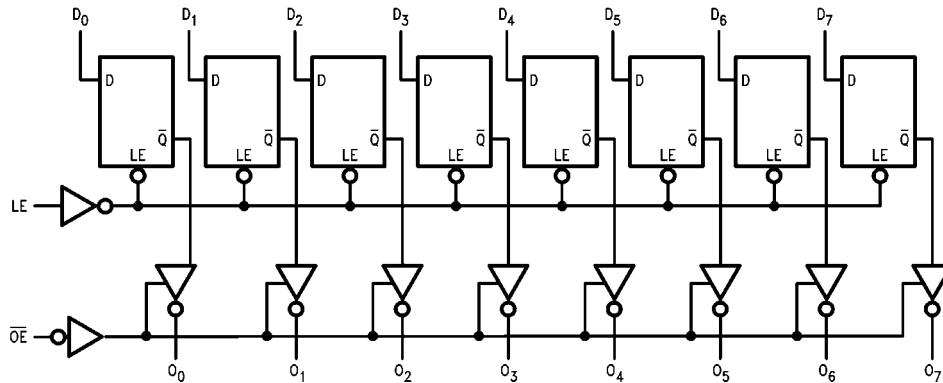 D0 D1 D2 D3 D4 D5 D6 D7
D D D D D D D D
Q̅ Q̅ Q̅ Q̅ Q̅ Q̅ Q̅ Q̅
LE LE LE LE LE LE LE LE
LE
O̅E̅
O0 O1 O2 O3 O4 O5 O6 O7